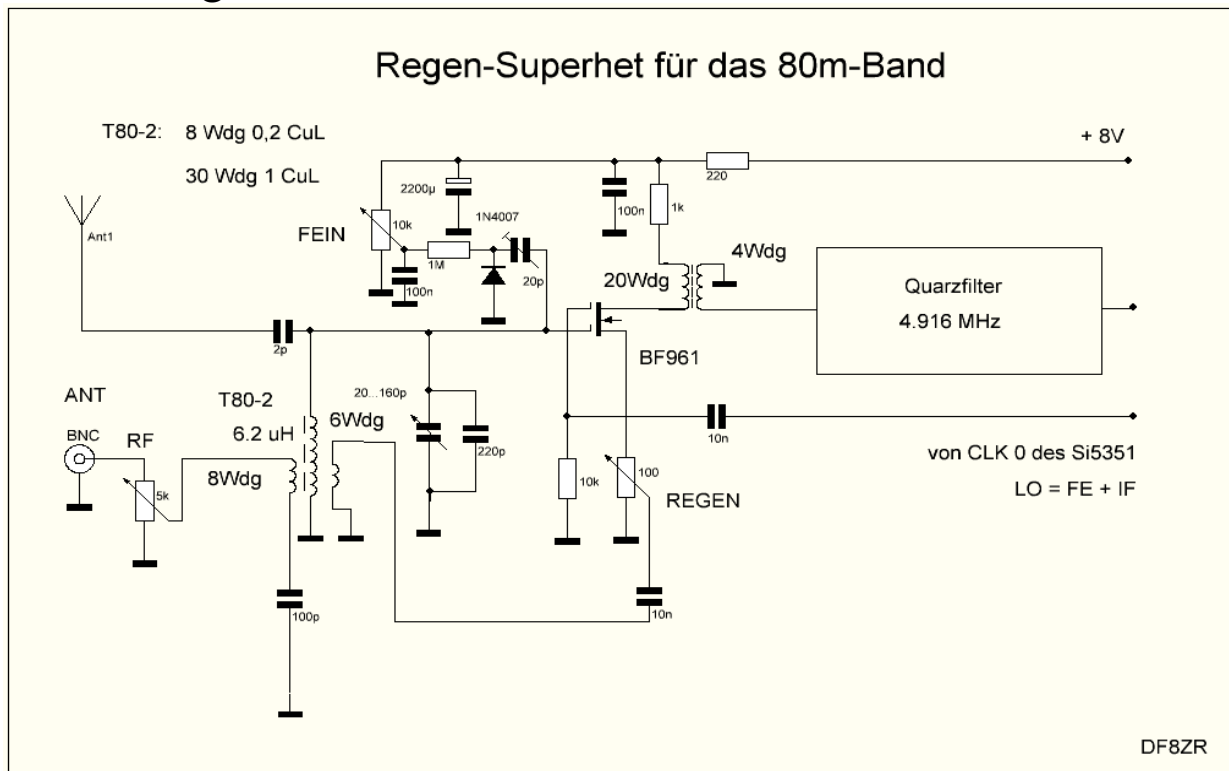 Regen-Superhet für das 80m-Band
T80-2: 8 Wdg 0,2 CuL
30 Wdg 1 CuL
+ 8V
220
2200µ
100n
1k
1N4007
10k
FEIN
1M
20p
100n
Ant1
4Wdg
20Wdg
Quarzfilter
4.916 MHz
BF961
2p
ANT
BNC
RF
5k
T80-2
6.2 uH
8Wdg
6Wdg
20...160p
220p
10n
von CLK 0 des Si5351
LO = FE + IF
10k
100
REGEN
100p
10n
DF8ZR